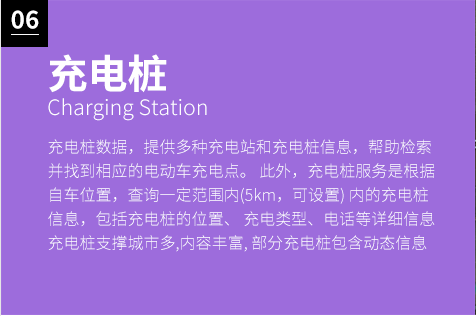 06
充电桩
Charging Station
充电桩数据，提供多种充电站和充电桩信息，帮助检索
并找到相应的电动车充电点。 此外，充电桩服务是根据
自车位置，查询一定范围内(5km，可设置) 内的充电桩
信息，包括充电桩的位置、 充电类型、电话等详细信息
充电桩支撑城市多,内容丰富, 部分充电桩包含动态信息